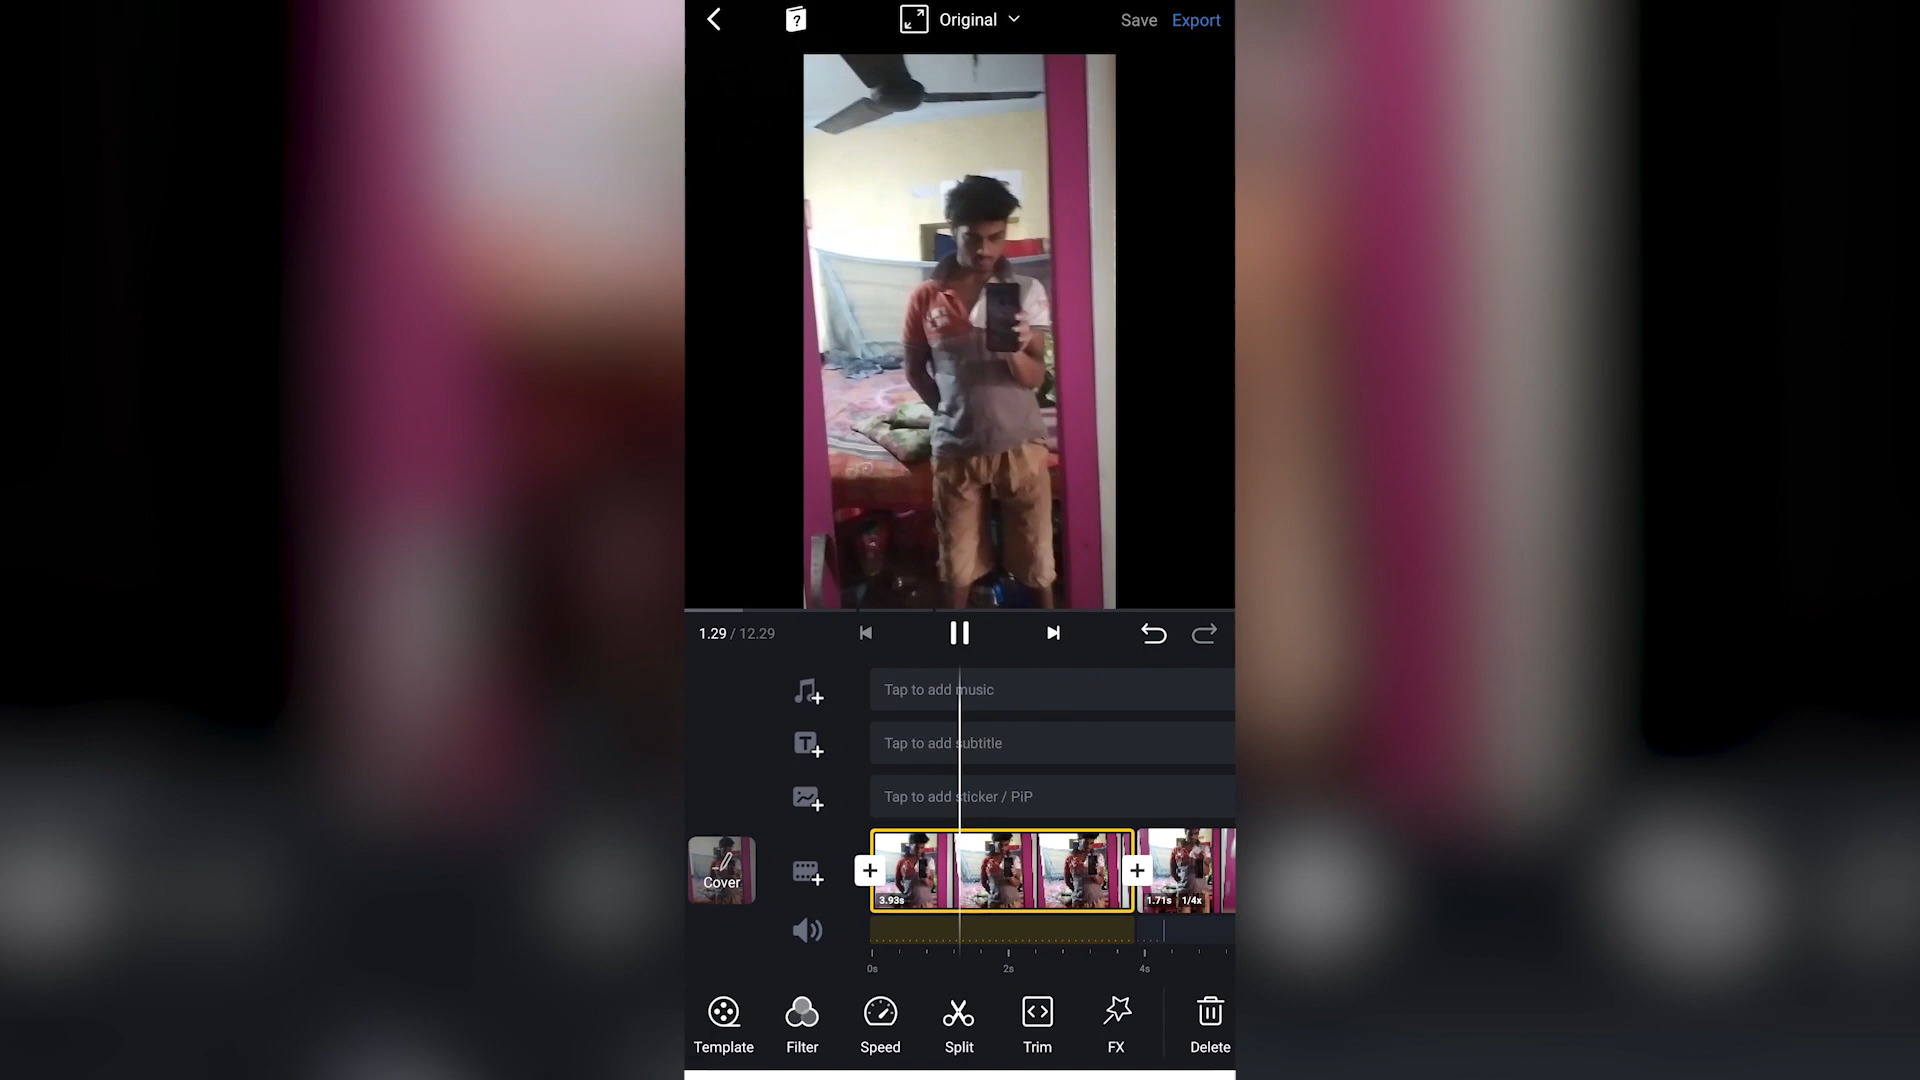 Original
Save Export
1.29 / 12.29
Tap to add music
Tap to add subtitle
Tap to add sticker / PiP
Cover
3.93s
1.71s 1/4x
0s 2s 4s
Template Filter Speed Split Trim FX Delete